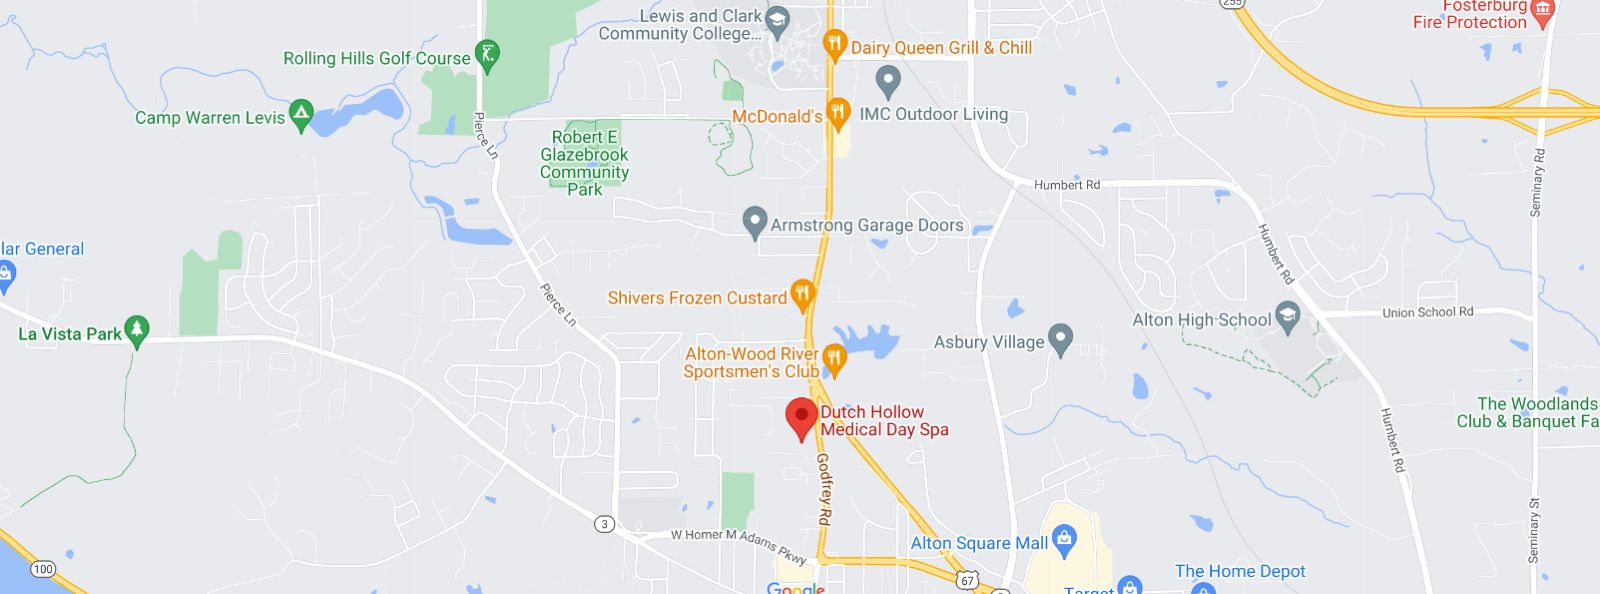 255
Fosterburg
Fire Protection
Lewis and Clark
Community College...
Dairy Queen Grill & Chill
Rolling Hills Golf Course
IMC Outdoor Living
McDonald's
Camp Warren Levis
Pierce Ln
Robert E
Glazebrook
Community
Park
Humbert Rd
Seminary Rd
Armstrong Garage Doors
Humbert Rd
lar General
Pierce Ln
Shivers Frozen Custard
Alton High School
Union School Rd
La Vista Park
Asbury Village
Alton-Wood River
Sportsmen's Club
Dutch Hollow
Medical Day Spa
The Woodlands
Club & Banquet Fa
Humbert Rd
Godfrey Rd
Seminary St
3
W Homer M Adams Pkwy
Alton Square Mall
100
67
The Home Depot
Target
Google